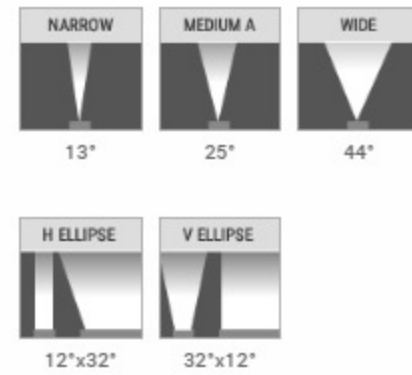 NARROW
MEDIUM A
WIDE
13°
25°
44°
H ELLIPSE
V ELLIPSE
12°x32°
32°x12°